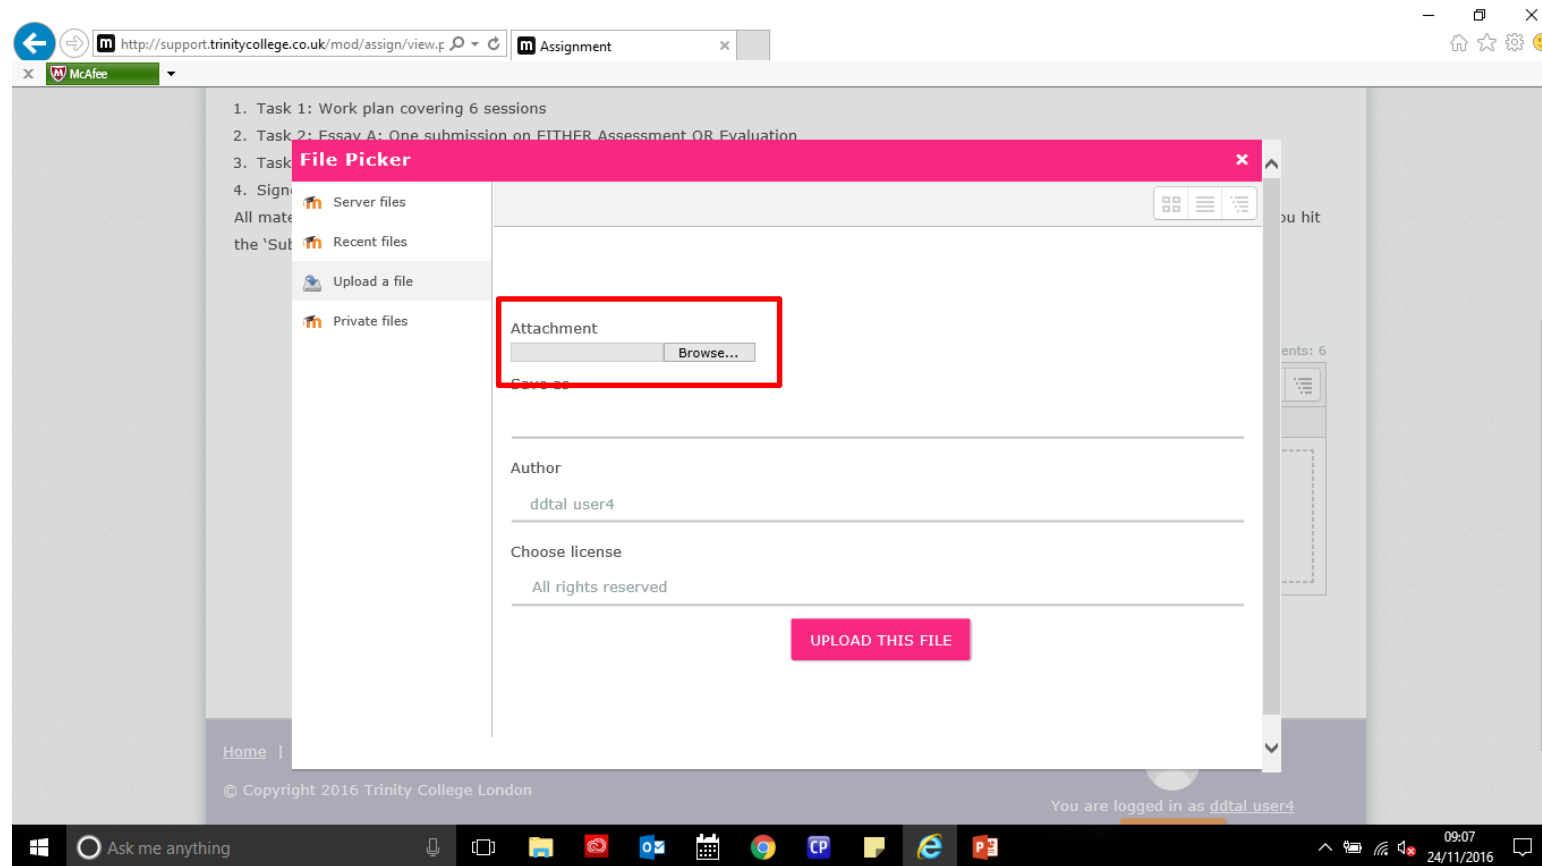 http://support.trinitycollege.co.uk/mod/assign/view.p
Assignment
McAfee
1. Task 1: Work plan covering 6 sessions
2. Task 2: Essay A: One submission on EITHER Assessment OR Evaluation
3. Task
4. Sign
All mate
ou hit
the ‘Sub
File Picker
Server files
Recent files
Upload a file
Private files
Attachment
Browse...
Save as
ents: 6
Author
ddtal user4
Choose license
All rights reserved
UPLOAD THIS FILE
Home |
© Copyright 2016 Trinity College London
You are logged in as ddtal user4
Ask me anything
CP
09:07
24/11/2016